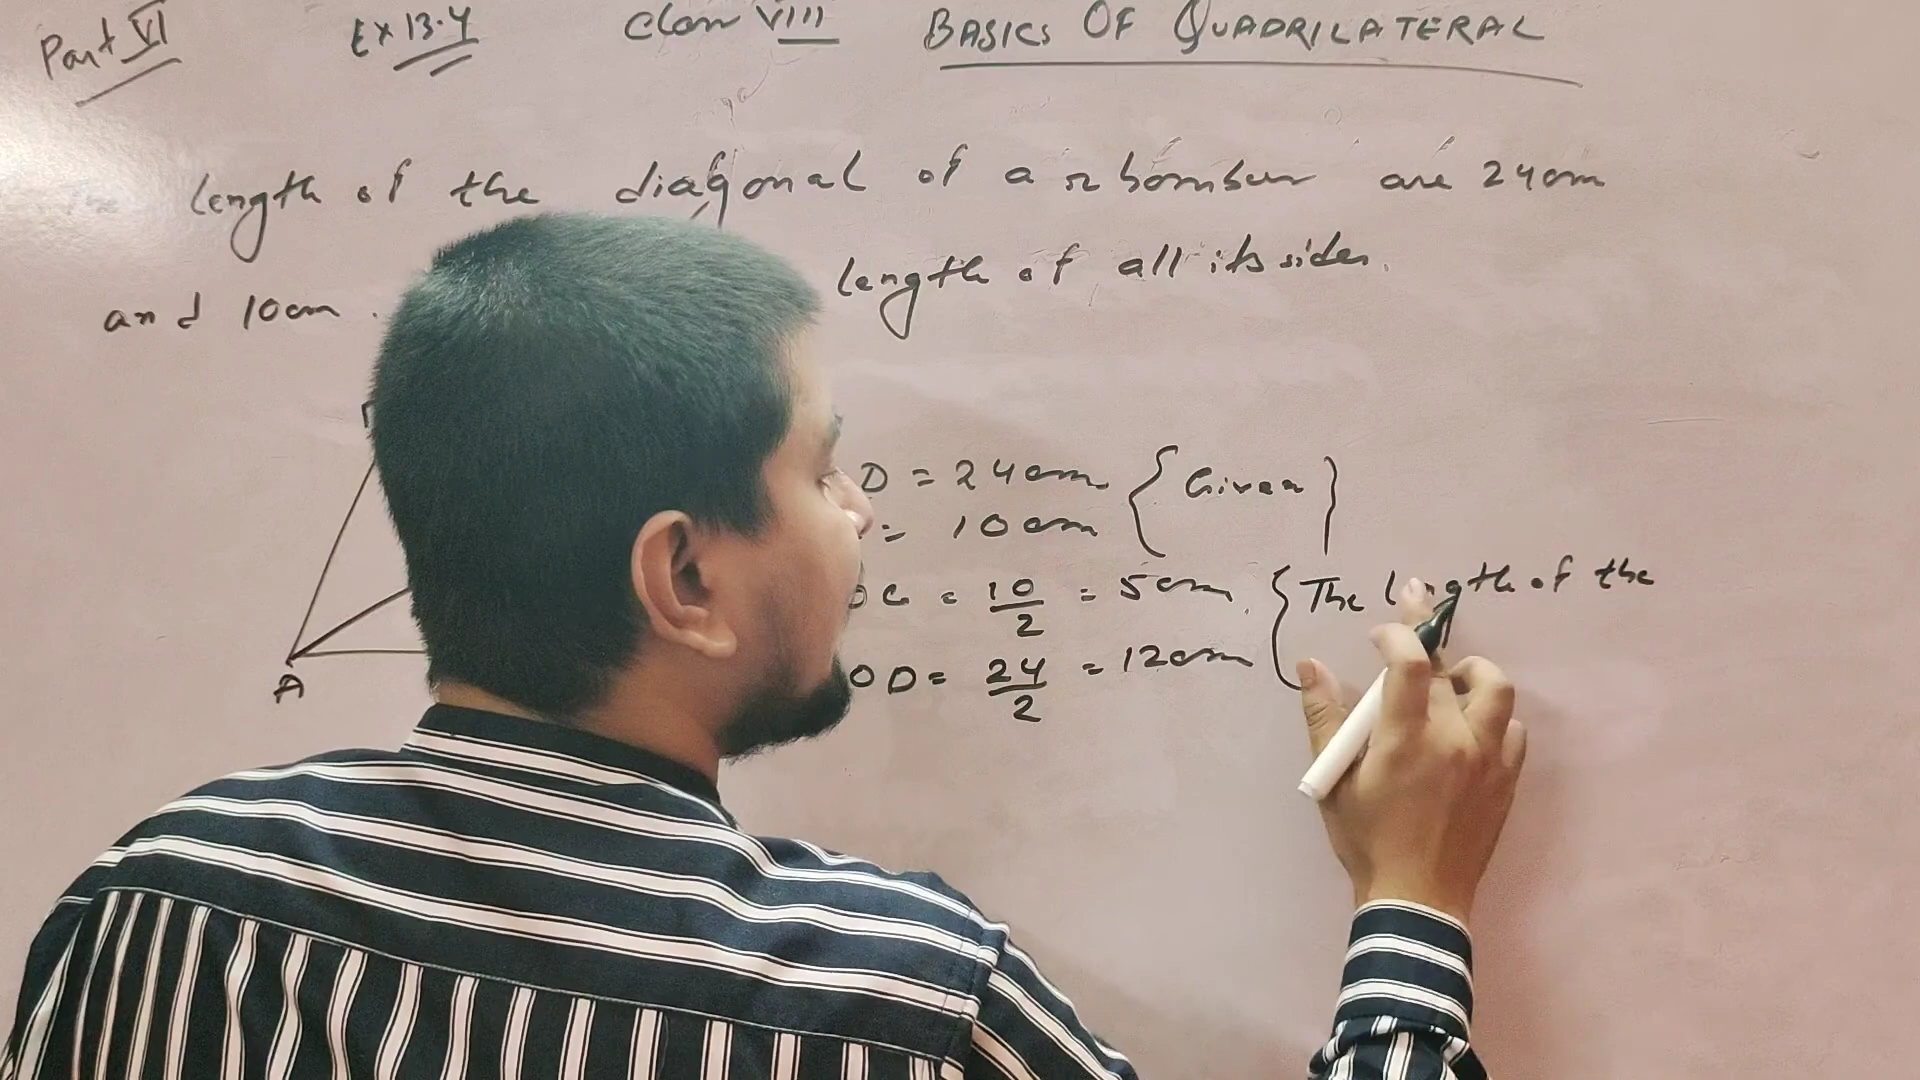 Part VI Ex 13.4 Class VIII BASICS OF QUADRILATERAL
The length of the diagonal of a rhombus are 24cm
and 10cm. length of all its sides.
D = 24cm { Given }
= 10cm
OC = 10/2 = 5cm. { The length of the
OD = 24/2 = 12cm
A